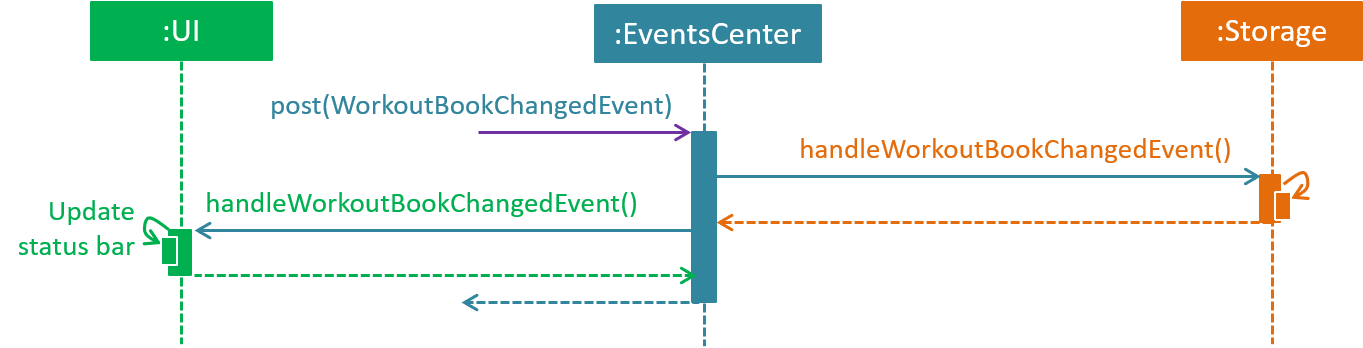 :UI
:EventsCenter
:Storage
post(WorkoutBookChangedEvent)
handleWorkoutBookChangedEvent()
handleWorkoutBookChangedEvent()
Update
status bar